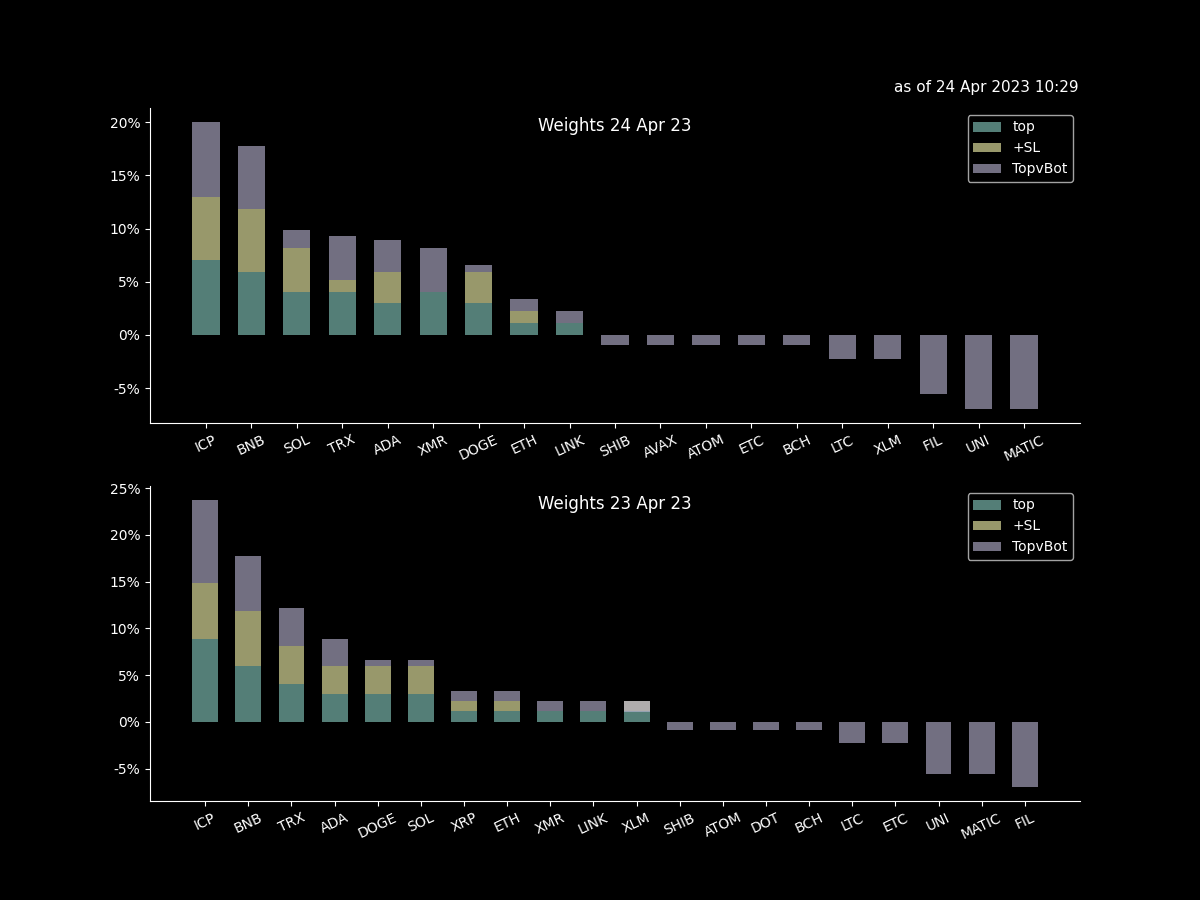 as of 24 Apr 2023 10:29
Weights 24 Apr 23
top
+SL
TopvBot
20%
15%
10%
5%
0%
-5%
ICP BNB SOL TRX ADA XMR DOGE ETH LINK SHIB AVAX ATOM ETC BCH LTC XLM FIL UNI MATIC
Weights 23 Apr 23
top
+SL
TopvBot
25%
20%
15%
10%
5%
0%
-5%
ICP BNB TRX ADA DOGE SOL XRP ETH XMR LINK XLM SHIB ATOM DOT BCH LTC ETC UNI MATIC FIL